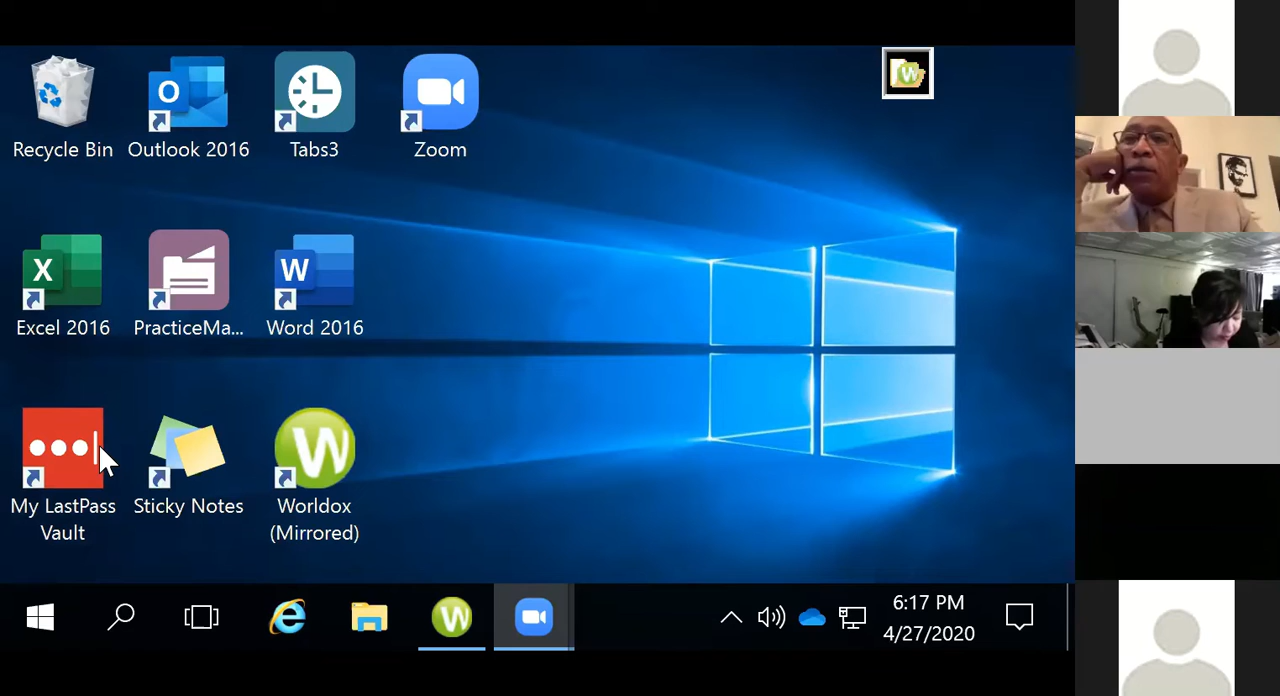 Recycle Bin
Outlook 2016
Tabs3
Zoom
Excel 2016
PracticeMa...
Word 2016
My LastPass
Vault
Sticky Notes
Worldox
(Mirrored)
6:17 PM
4/27/2020